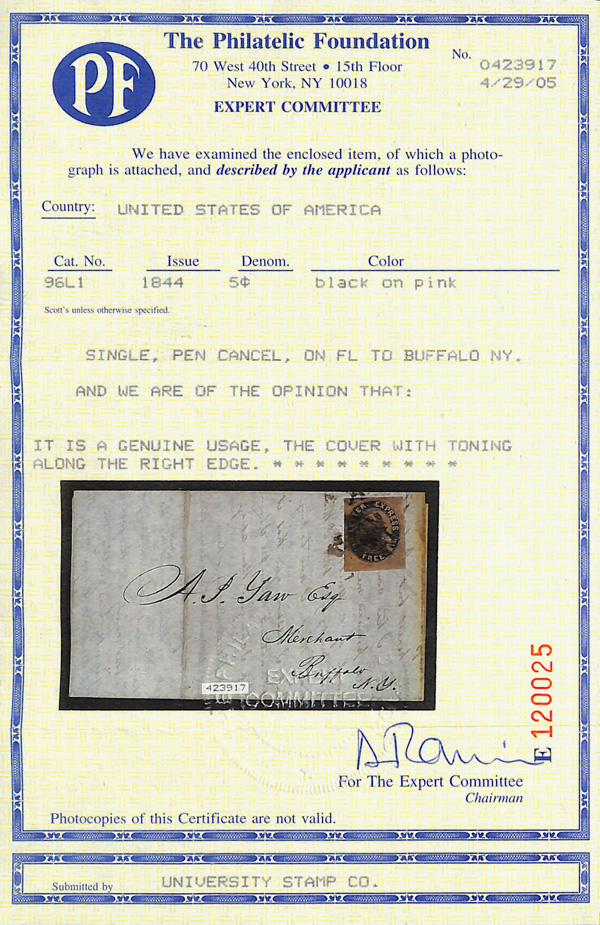 PF
The Philatelic Foundation
70 West 40th Street • 15th Floor
New York, NY 10018
EXPERT COMMITTEE
No. 0423917
4/29/05
We have examined the enclosed item, of which a photo-
graph is attached, and described by the applicant as follows:
Country: UNITED STATES OF AMERICA
Cat. No. Issue Denom. Color
96L1 1844 5¢ black on pink
Scott's unless otherwise specified.
SINGLE, PEN CANCEL, ON FL TO BUFFALO NY.
AND WE ARE OF THE OPINION THAT:
IT IS A GENUINE USAGE, THE COVER WITH TONING
ALONG THE RIGHT EDGE. * * * * * * * * *
EXPRESS
FREE
A. J. Yaw Esq
Merchant
Buffalo
N.Y.
423917
COMMITTEE
E 120025
For The Expert Committee
Chairman
Photocopies of this Certificate are not valid.
Submitted by UNIVERSITY STAMP CO.